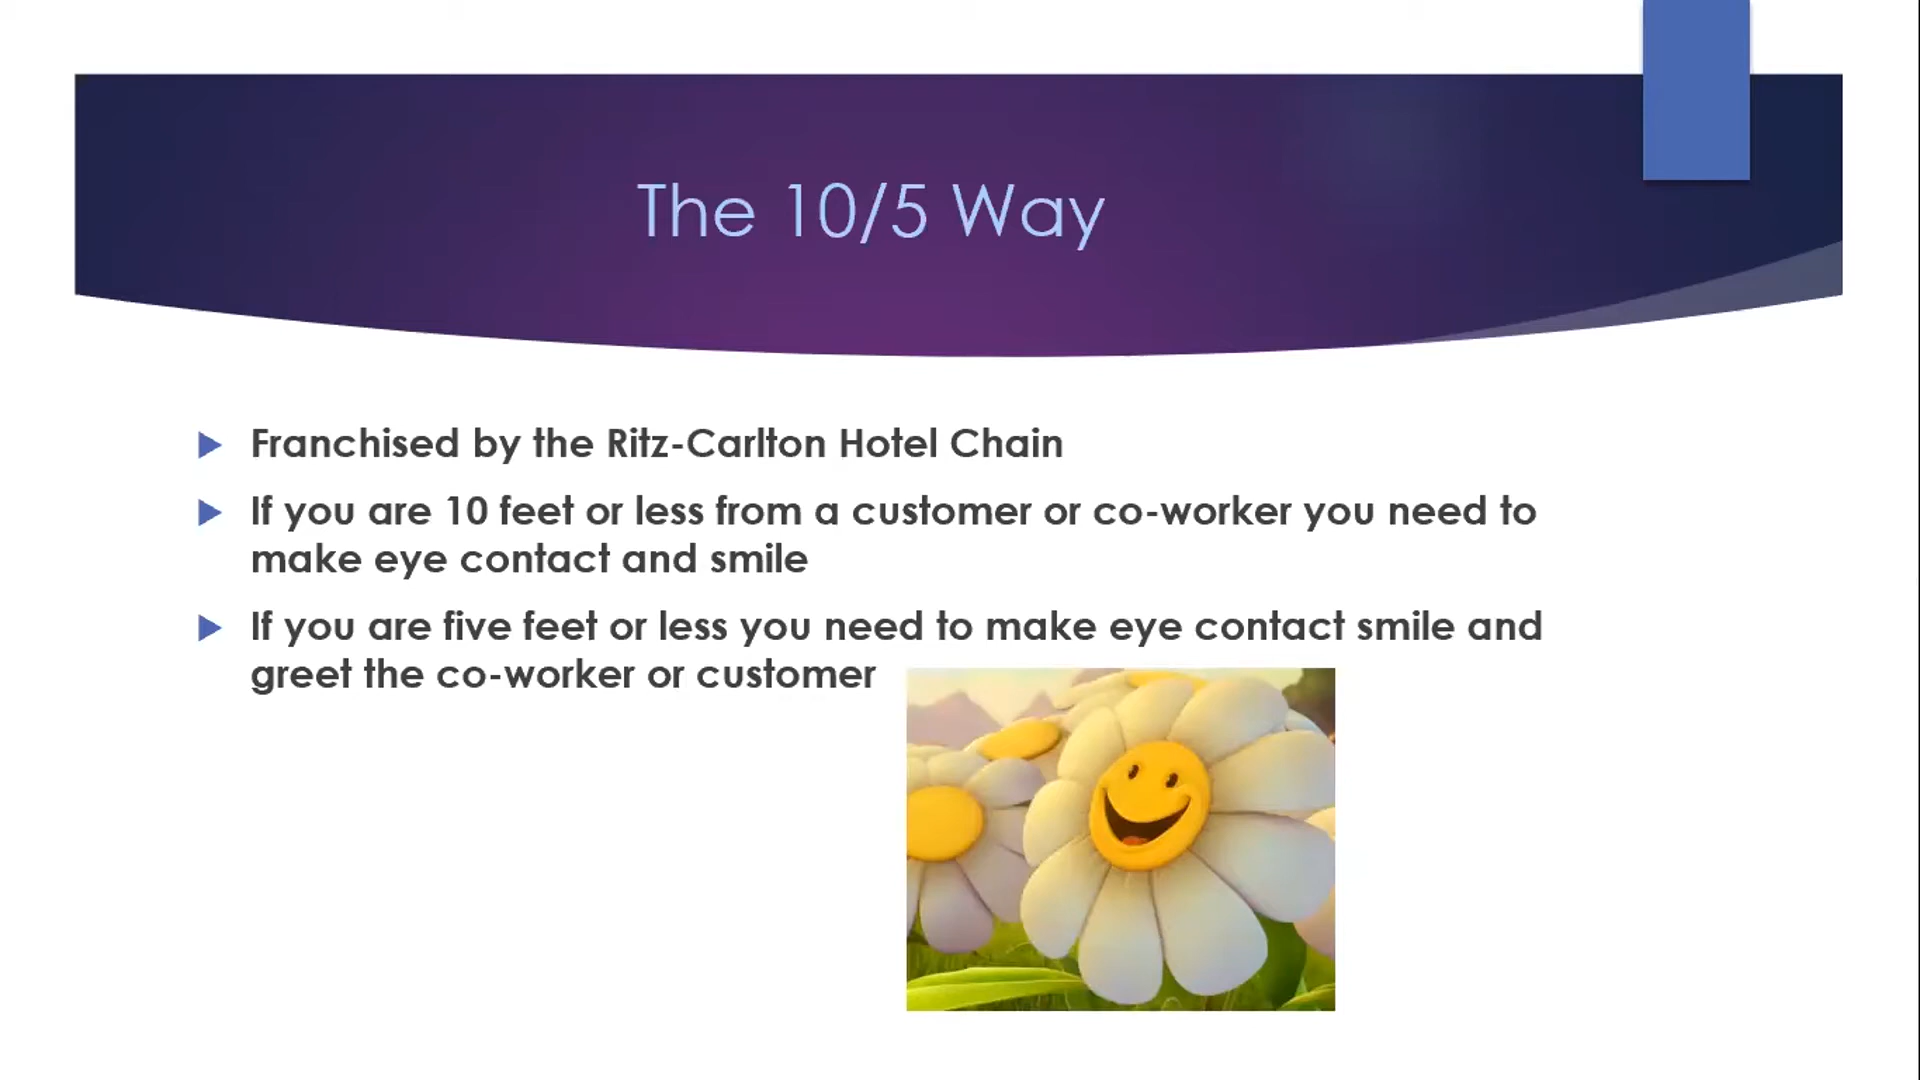 The 10/5 Way
Franchised by the Ritz-Carlton Hotel Chain
If you are 10 feet or less from a customer or co-worker you need to
make eye contact and smile
If you are five feet or less you need to make eye contact smile and
greet the co-worker or customer